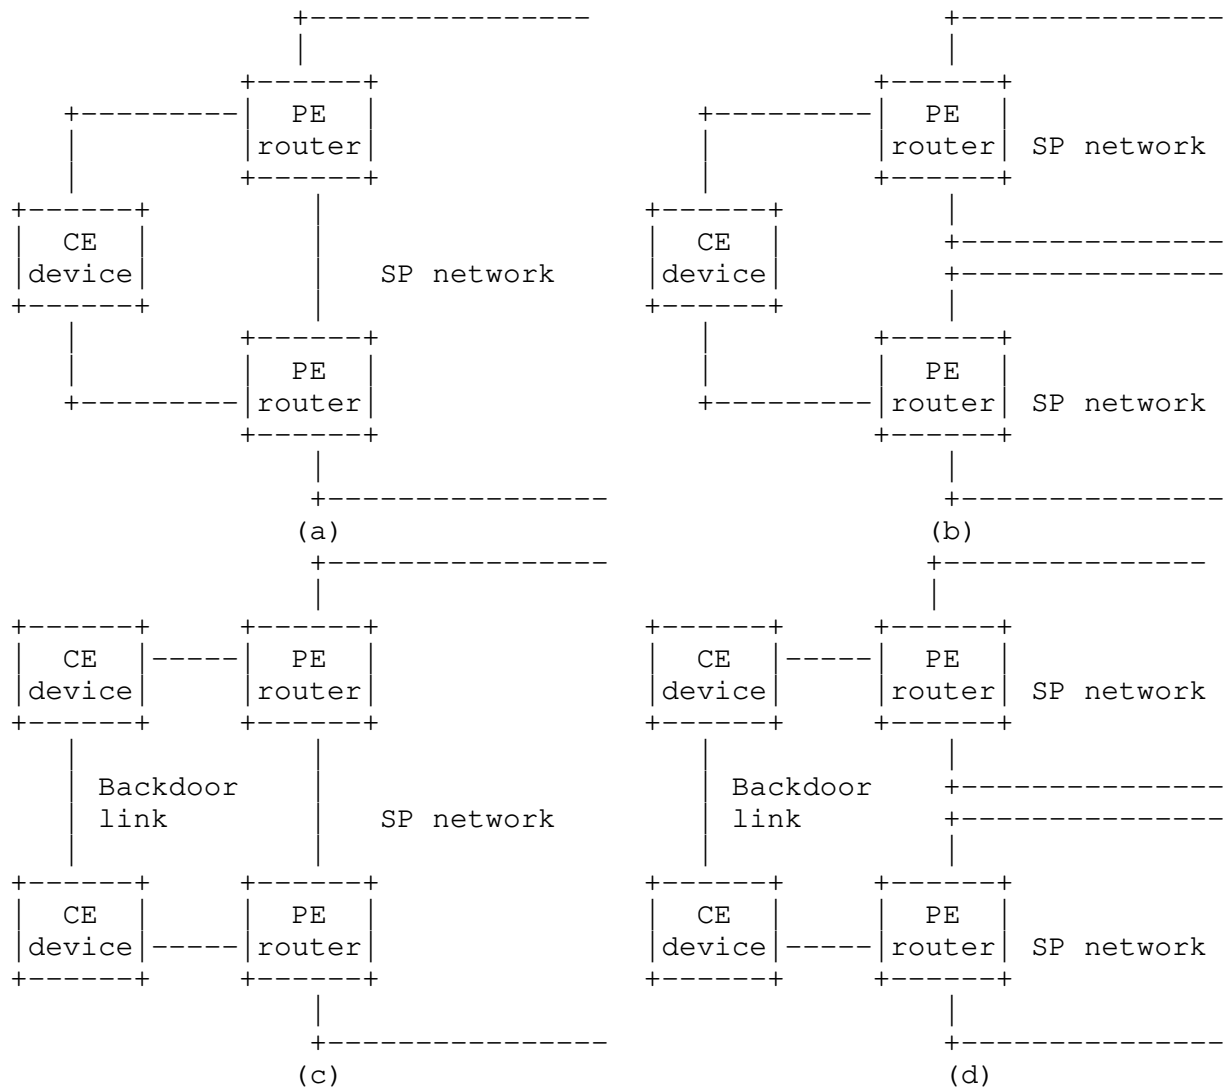 PE
router
CE
device
SP network
PE
router
(a)
PE
router
SP network
CE
device
PE
router
SP network
(b)
CE
device
PE
router
Backdoor
link
SP network
CE
device
PE
router
(c)
CE
device
PE
router
SP network
Backdoor
link
CE
device
PE
router
SP network
(d)